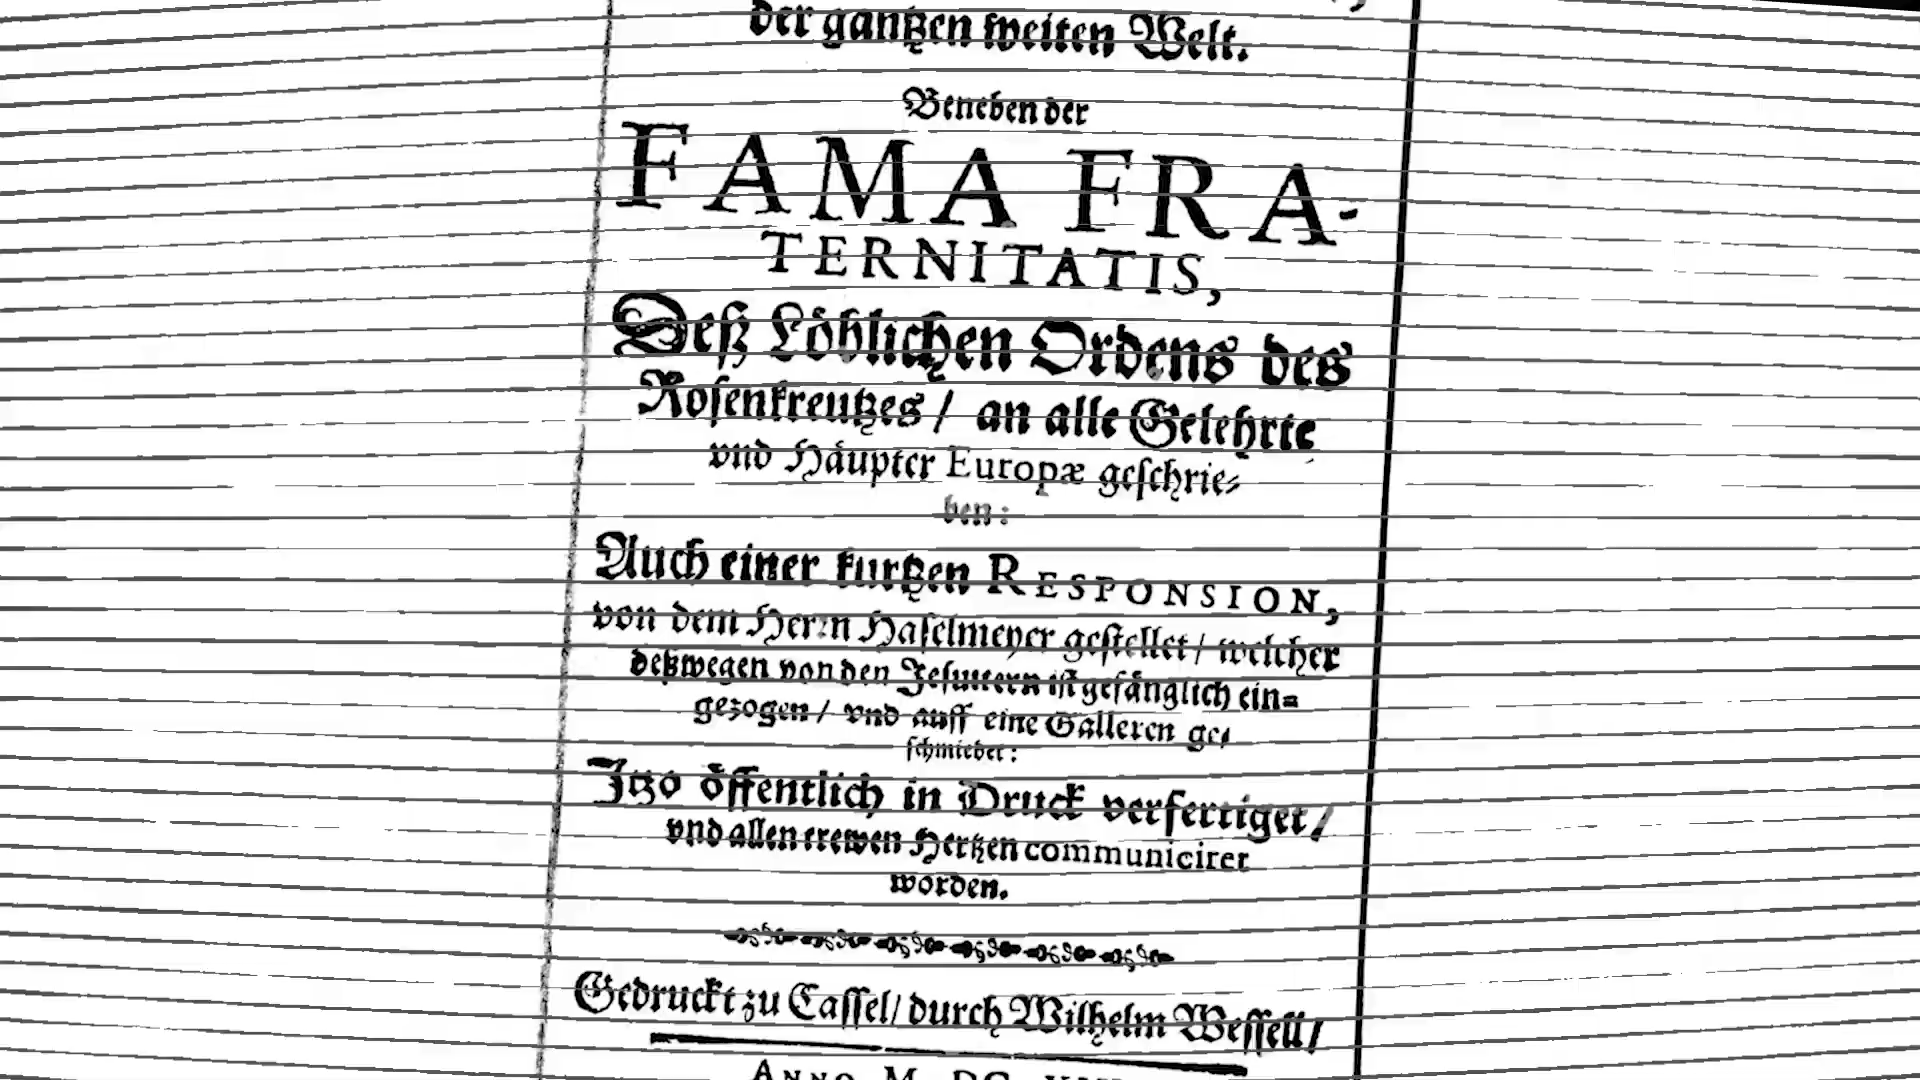 der gantzen weiten Welt.
Beneben der
FAMA FRA-
TERNITATIS,
Deß Löblichen Ordens des
Rosenkreutzes / an alle Gelehrte
vnd Häupter Europæ geschrie-
ben:
Auch einer kurtzen RESPONSION,
von dem Herrn Haselmeyer gestellet / welcher
deßwegen von den Jesuitern ist gefänglich ein-
gezogen / vnd auff eine Galleren ge-
schmiedet:
Jtzo öffentlich in Druck verfertiget /
vnd allen trewen Hertzen communiciret
worden.
Gedruckt zu Cassel / durch Wilhelm Wessell /
ANNO M. DC.